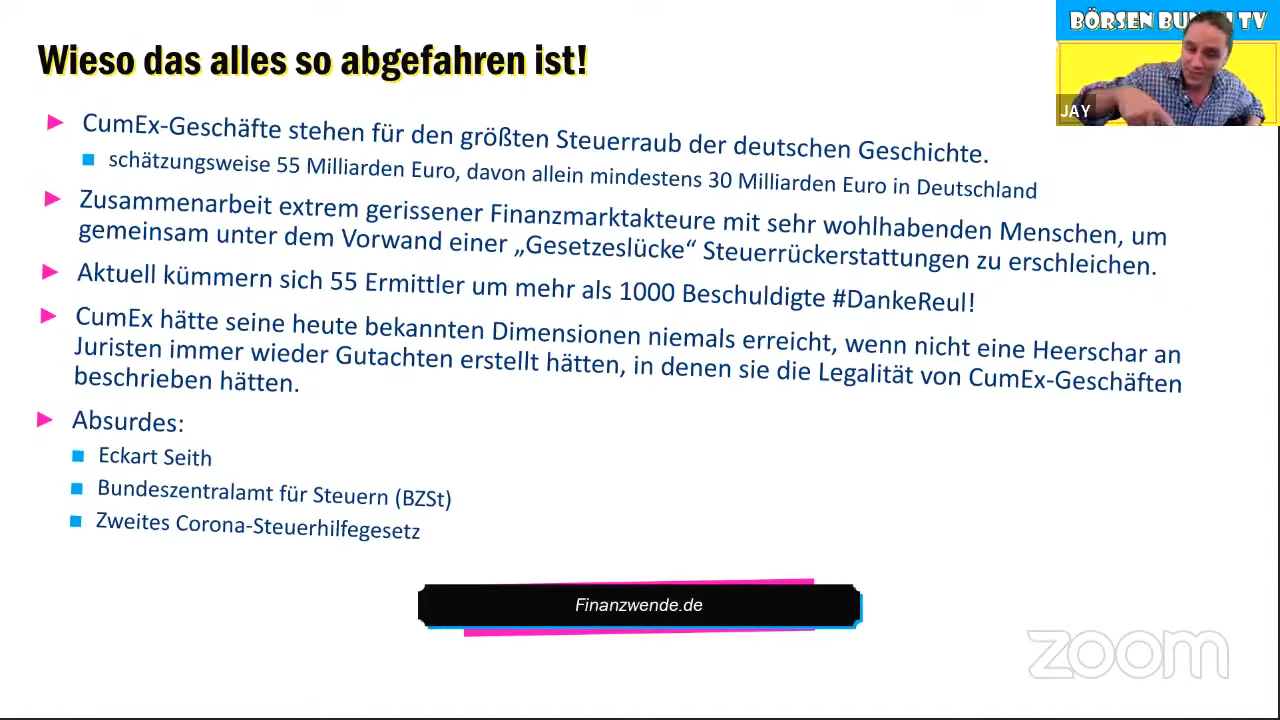 Wieso das alles so abgefahren ist!
BÖRSEN BU TV
JAY
CumEx-Geschäfte stehen für den größten Steuerraub der deutschen Geschichte.
schätzungsweise 55 Milliarden Euro, davon allein mindestens 30 Milliarden Euro in Deutschland
Zusammenarbeit extrem gerissener Finanzmarktakteure mit sehr wohlhabenden Menschen, um
gemeinsam unter dem Vorwand einer „Gesetzeslücke“ Steuerrückerstattungen zu erschleichen.
Aktuell kümmern sich 55 Ermittler um mehr als 1000 Beschuldigte #DankeReul!
CumEx hätte seine heute bekannten Dimensionen niemals erreicht, wenn nicht eine Heerschar an
Juristen immer wieder Gutachten erstellt hätten, in denen sie die Legalität von CumEx-Geschäften
beschrieben hätten.
Absurdes:
Eckart Seith
Bundeszentralamt für Steuern (BZSt)
Zweites Corona-Steuerhilfegesetz
Finanzwende.de
zoom